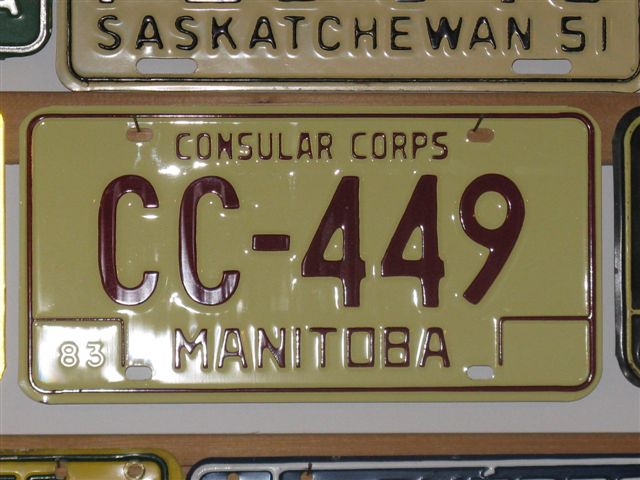 SASKATCHEWAN 51
CONSULAR CORPS
CC-449
83 MANITOBA